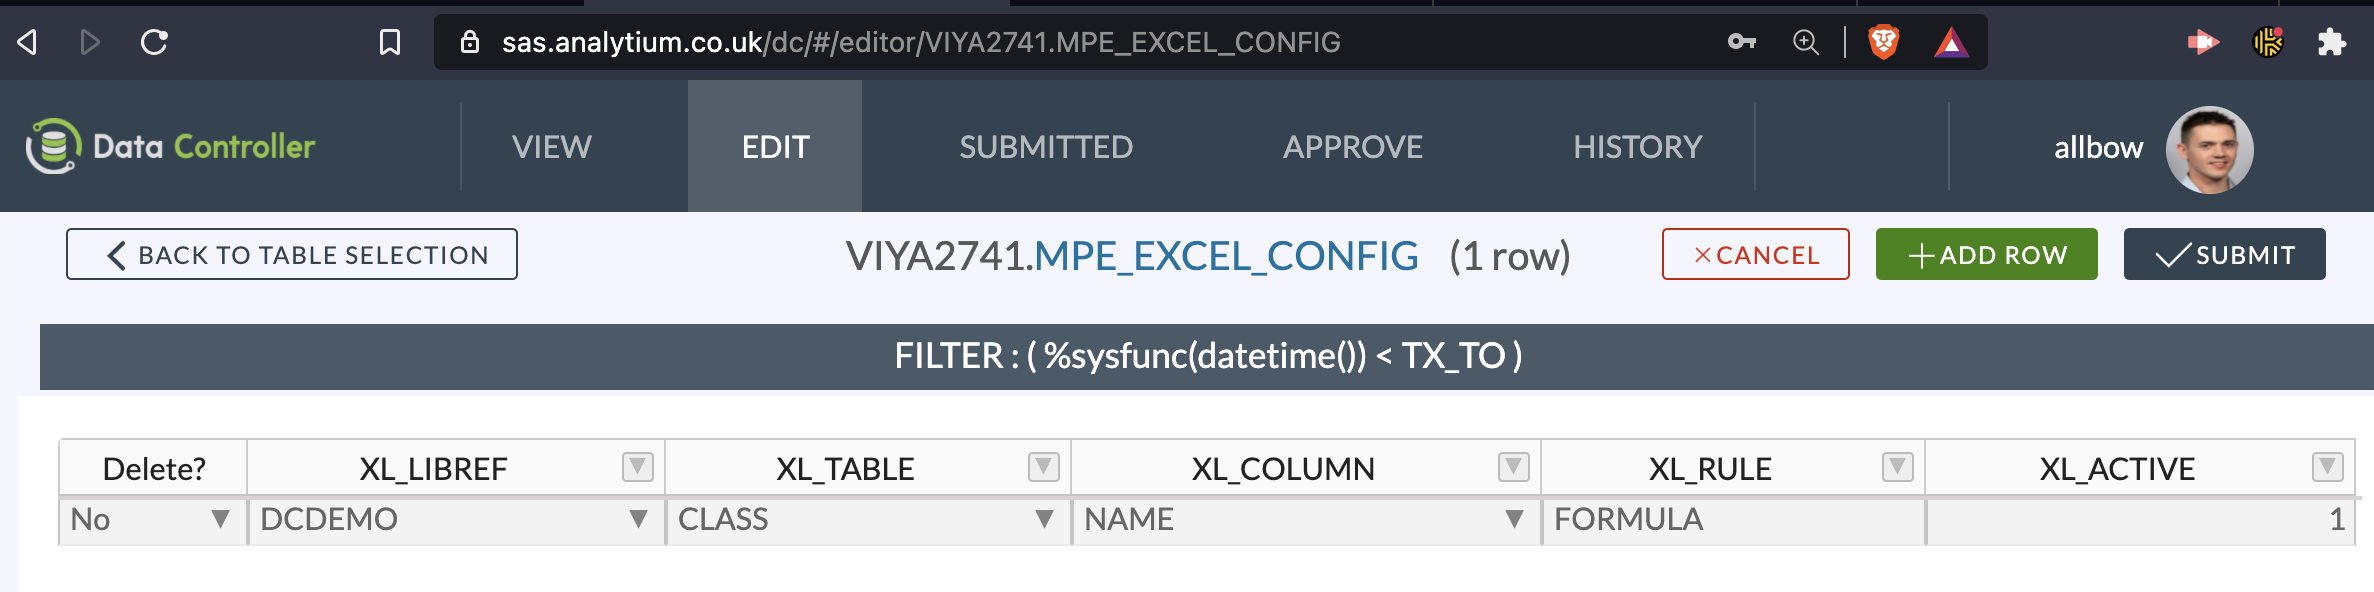 sas.analytium.co.uk/dc/#/editor/VIYA2741.MPE_EXCEL_CONFIG
Data Controller VIEW EDIT SUBMITTED APPROVE HISTORY allbow
BACK TO TABLE SELECTION VIYA2741.MPE_EXCEL_CONFIG (1 row) CANCEL ADD ROW SUBMIT
FILTER : ( %sysfunc(datetime()) < TX_TO )
Delete? XL_LIBREF XL_TABLE XL_COLUMN XL_RULE XL_ACTIVE
No DCDEMO CLASS NAME FORMULA 1